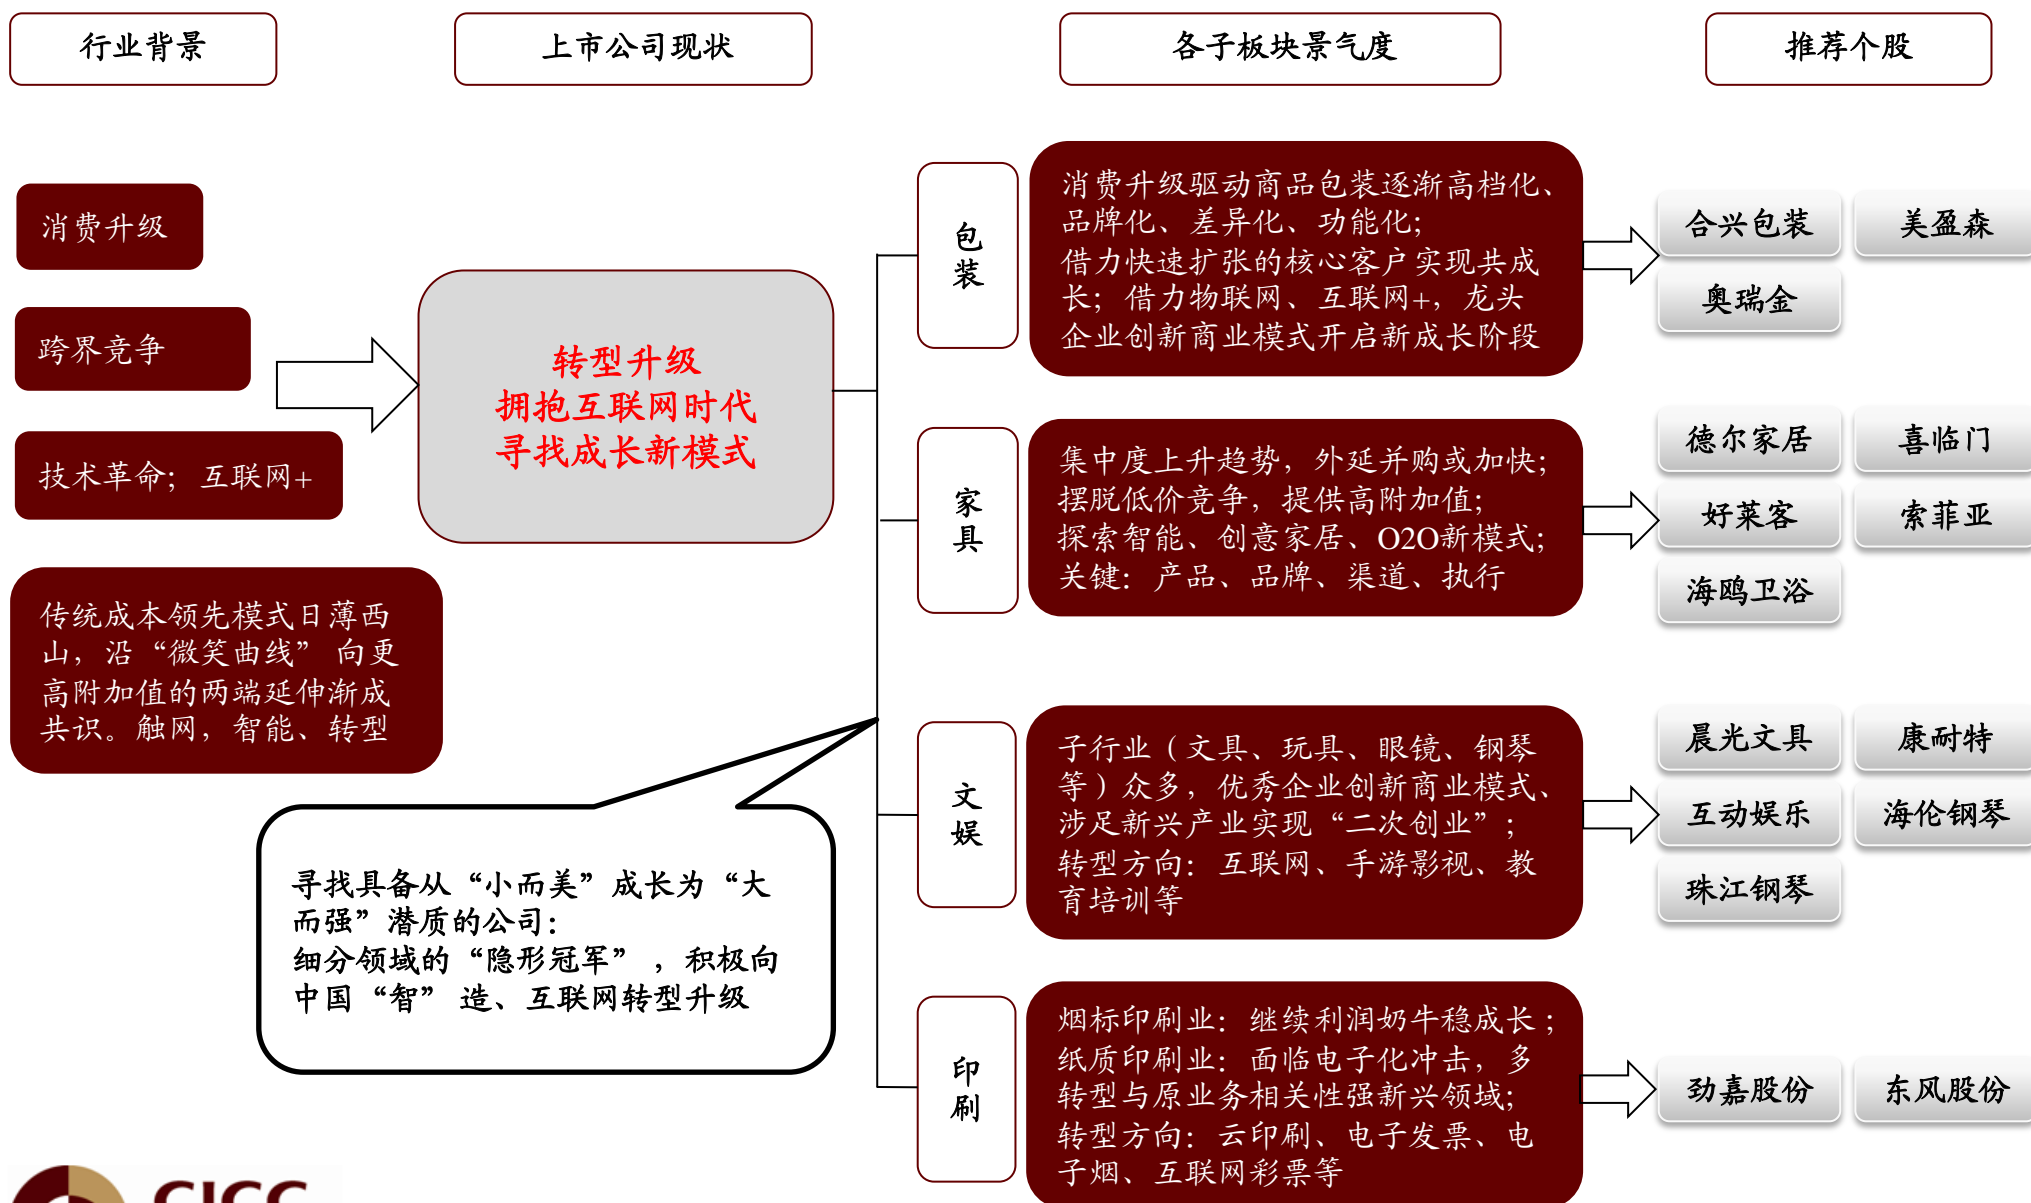 行业背景
上市公司现状
各子板块景气度
推荐个股
消费升级
跨界竞争
技术革命；互联网+
传统成本领先模式日薄西
山，沿“微笑曲线” 向更
高附加值的两端延伸渐成
共识。触网，智能、转型
转型升级
拥抱互联网时代
寻找成长新模式
寻找具备从“小而美”成长为“大
而强”潜质的公司：
细分领域的“隐形冠军” ，积极向
中国“智” 造、互联网转型升级
包
装
消费升级驱动商品包装逐渐高档化、
品牌化、差异化、功能化；
借力快速扩张的核心客户实现共成
长；借力物联网、互联网+，龙头
企业创新商业模式开启新成长阶段
合兴包装
美盈森
奥瑞金
家
具
集中度上升趋势，外延并购或加快；
摆脱低价竞争，提供高附加值；
探索智能、创意家居、O2O新模式；
关键：产品、品牌、渠道、执行
德尔家居
喜临门
好莱客
索菲亚
海鸥卫浴
文
娱
子行业（文具、玩具、眼镜、钢琴
等）众多，优秀企业创新商业模式、
涉足新兴产业实现“二次创业”；
转型方向：互联网、手游影视、教
育培训等
晨光文具
康耐特
互动娱乐
海伦钢琴
珠江钢琴
印
刷
烟标印刷业：继续利润奶牛稳成长；
纸质印刷业：面临电子化冲击，多
转型与原业务相关性强新兴领域；
转型方向：云印刷、电子发票、电
子烟、互联网彩票等
劲嘉股份
东风股份
CICC